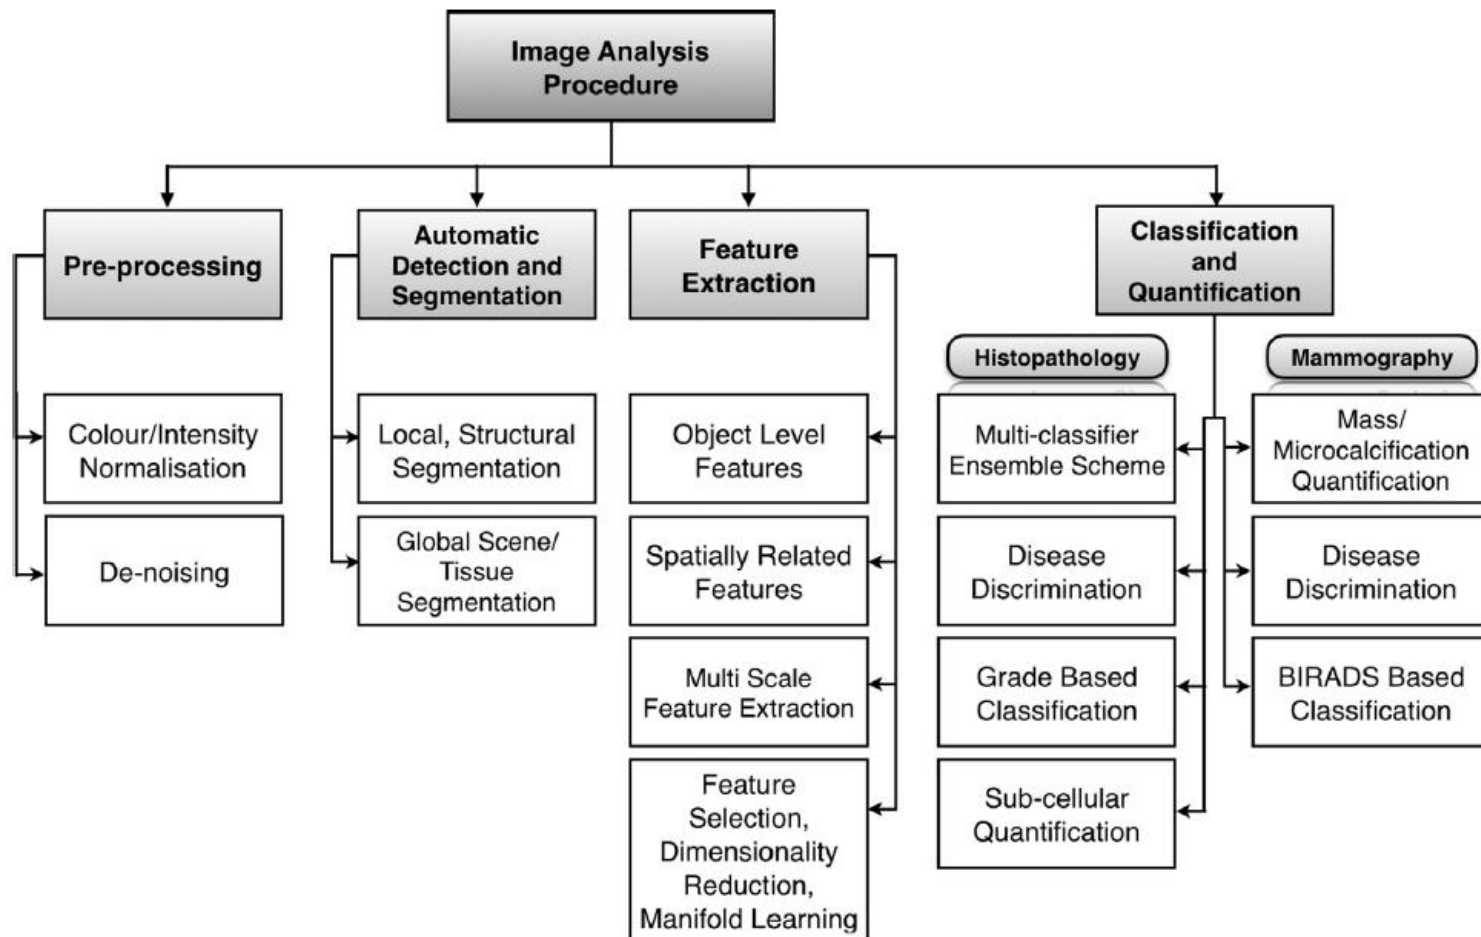 Image Analysis
Procedure
Pre-processing
Automatic
Detection and
Segmentation
Feature
Extraction
Classification
and
Quantification
Histopathology
Mammography
Colour/Intensity
Normalisation
De-noising
Local, Structural
Segmentation
Global Scene/
Tissue
Segmentation
Object Level
Features
Spatially Related
Features
Multi Scale
Feature Extraction
Feature
Selection,
Dimensionality
Reduction,
Manifold Learning
Multi-classifier
Ensemble Scheme
Disease
Discrimination
Grade Based
Classification
Sub-cellular
Quantification
Mass/
Microcalcification
Quantification
Disease
Discrimination
BIRADS Based
Classification